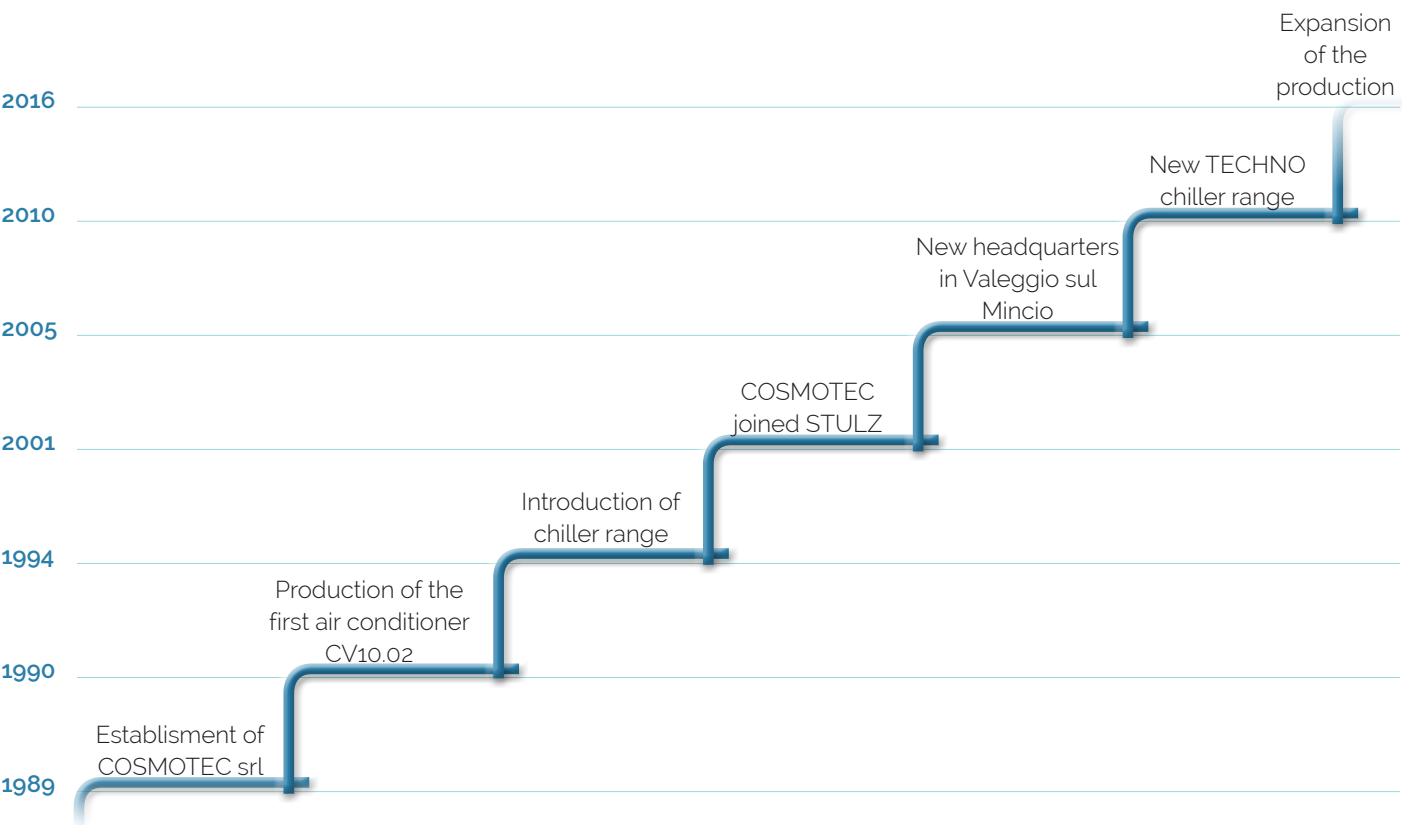 Expansion
of the
production
2016
New TECHNO
chiller range
2010
New headquarters
in Valeggio sul
Mincio
2005
COSMOTEC
joined STULZ
2001
Introduction of
chiller range
1994
Production of the
first air conditioner
CV10.02
1990
Establisment of
COSMOTEC srl
1989